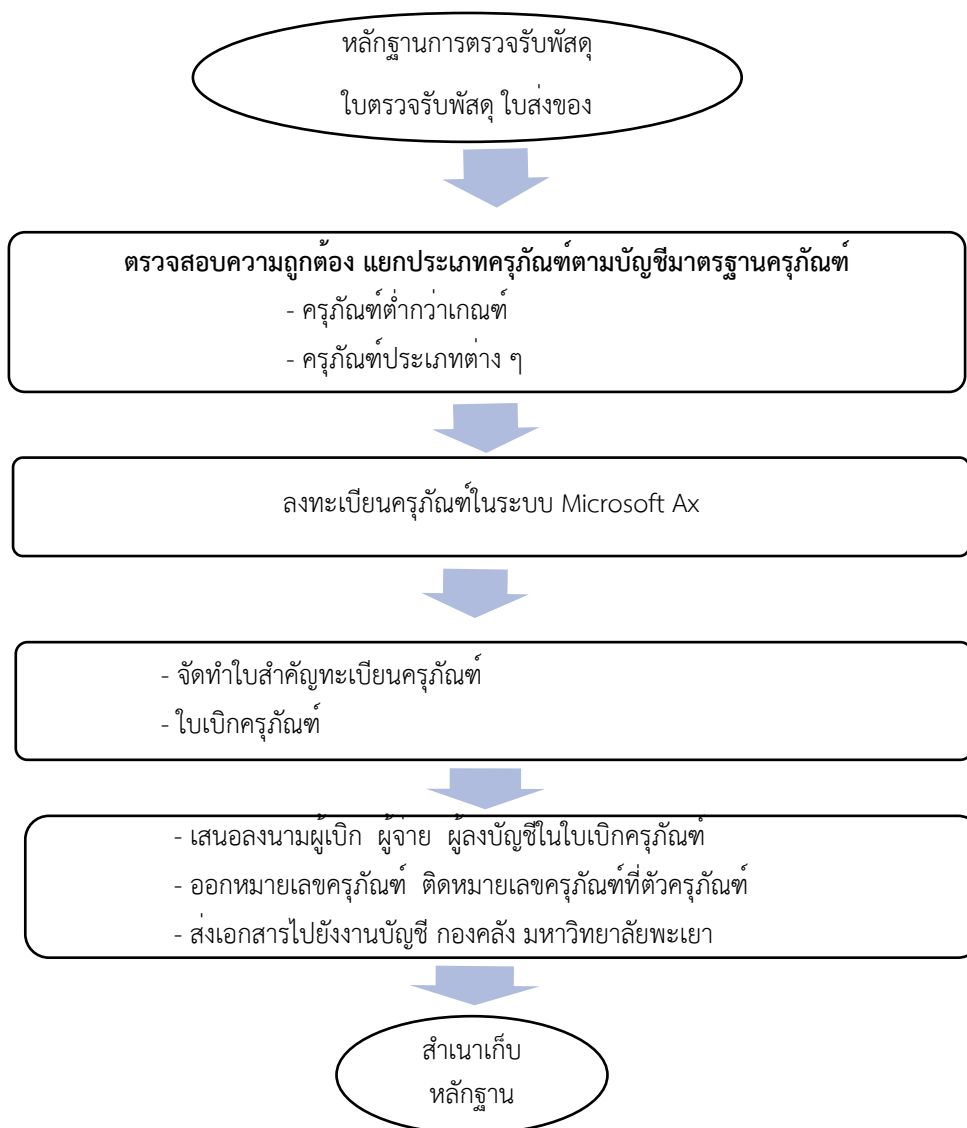 หลักฐานการตรวจรับพัสดุ
ใบตรวจรับพัสดุ ใบส่งของ
ตรวจสอบความถูกต้อง แยกประเภทครุภัณฑ์ตามบัญชีมาตรฐานครุภัณฑ์
- ครุภัณฑ์ต่ำกว่าเกณฑ์
- ครุภัณฑ์ประเภทต่าง ๆ
ลงทะเบียนครุภัณฑ์ในระบบ Microsoft Ax
- จัดทำใบสำคัญทะเบียนครุภัณฑ์
- ใบเบิกครุภัณฑ์
- เสนอลงนามผู้เบิก ผู้จ่าย ผู้ลงบัญชีในใบเบิกครุภัณฑ์
- ออกหมายเลขครุภัณฑ์ ติดหมายเลขครุภัณฑ์ที่ตัวครุภัณฑ์
- ส่งเอกสารไปยังงานบัญชี กองคลัง มหาวิทยาลัยพะเยา
สำเนาเก็บ
หลักฐาน